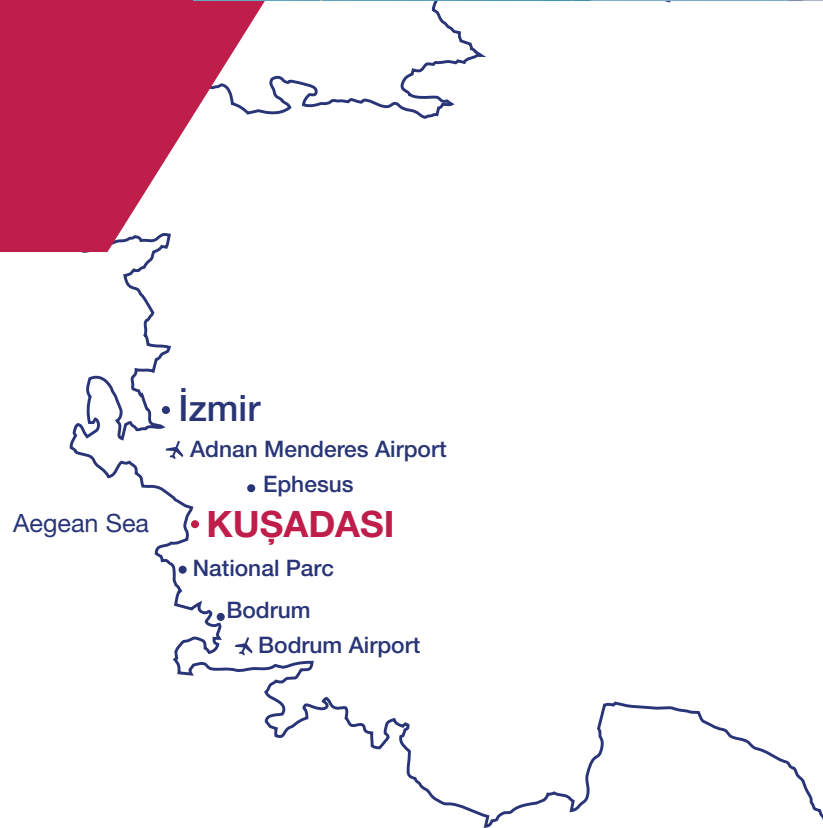 İzmir
Adnan Menderes Airport
Ephesus
Aegean Sea
KUŞADASI
National Parc
Bodrum
Bodrum Airport